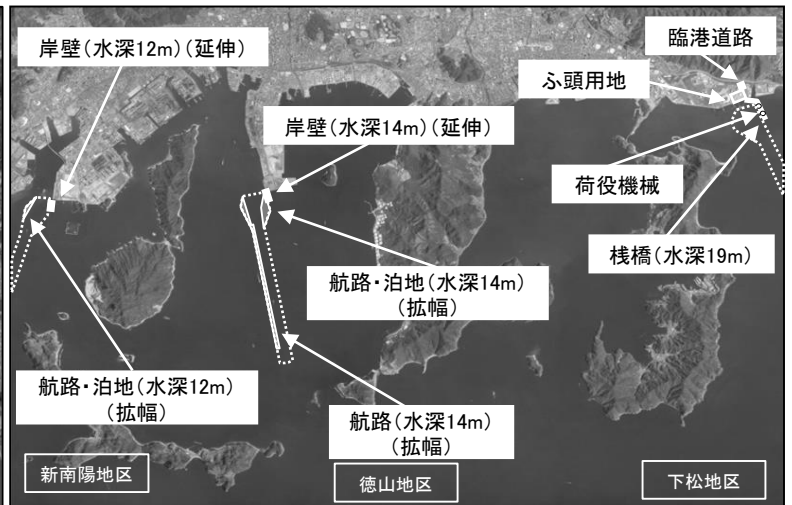 岸壁（水深12m）（延伸）
臨港道路
ふ頭用地
岸壁（水深14m）（延伸）
荷役機械
桟橋（水深19m）
航路・泊地（水深14m）
（拡幅）
航路・泊地（水深12m）
（拡幅）
航路（水深14m）
（拡幅）
新南陽地区
徳山地区
下松地区